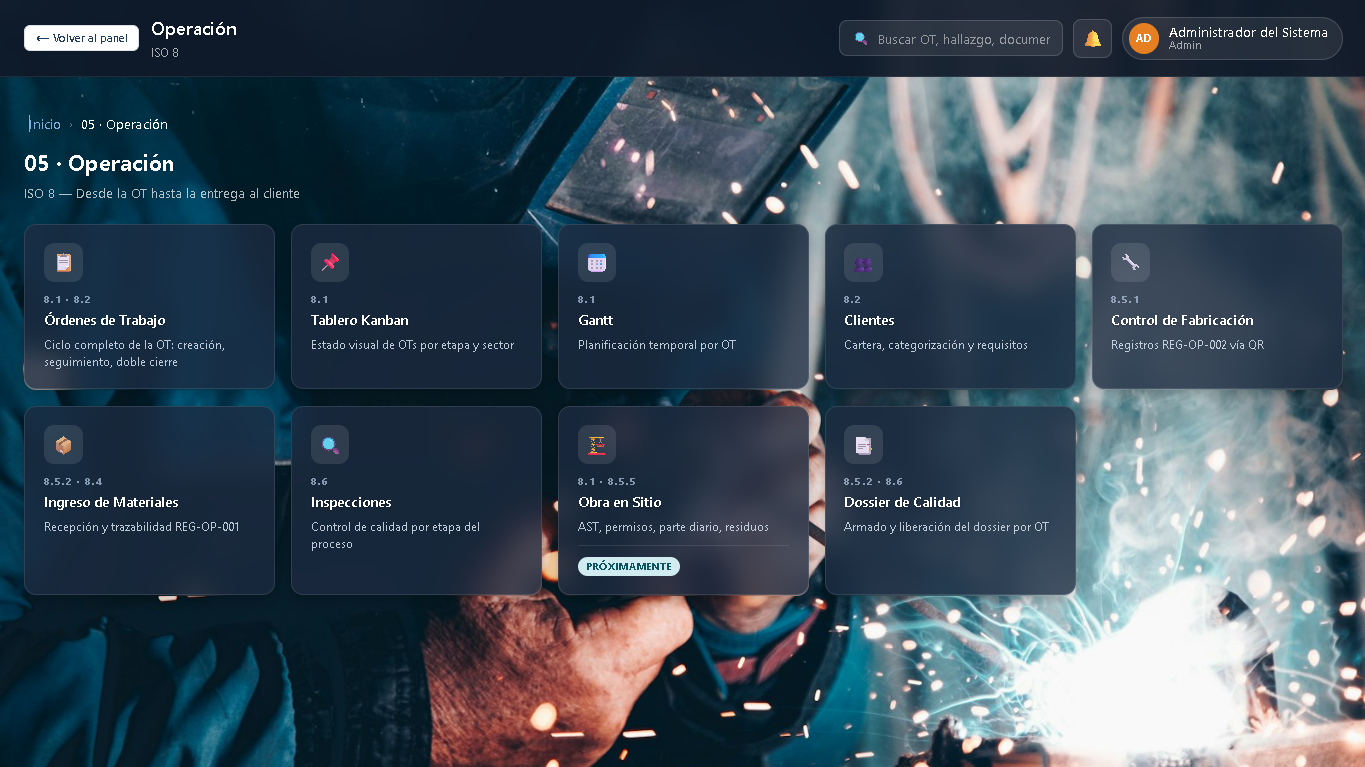 ← Volver al panel
Operación
ISO 8
Buscar OT, hallazgo, documer
AD
Administrador del Sistema
Admin
Inicio › 05 · Operación
05 · Operación
ISO 8 — Desde la OT hasta la entrega al cliente
8.1 · 8.2
Órdenes de Trabajo
Ciclo completo de la OT: creación,
seguimiento, doble cierre
8.1
Tablero Kanban
Estado visual de OTs por etapa y sector
8.1
Gantt
Planificación temporal por OT
8.2
Clientes
Cartera, categorización y requisitos
8.5.1
Control de Fabricación
Registros REG-OP-002 vía QR
8.5.2 · 8.4
Ingreso de Materiales
Recepción y trazabilidad REG-OP-001
8.6
Inspecciones
Control de calidad por etapa del
proceso
8.1 · 8.5.5
Obra en Sitio
AST, permisos, parte diario, residuos
PRÓXIMAMENTE
8.5.2 · 8.6
Dossier de Calidad
Armado y liberación del dossier por OT